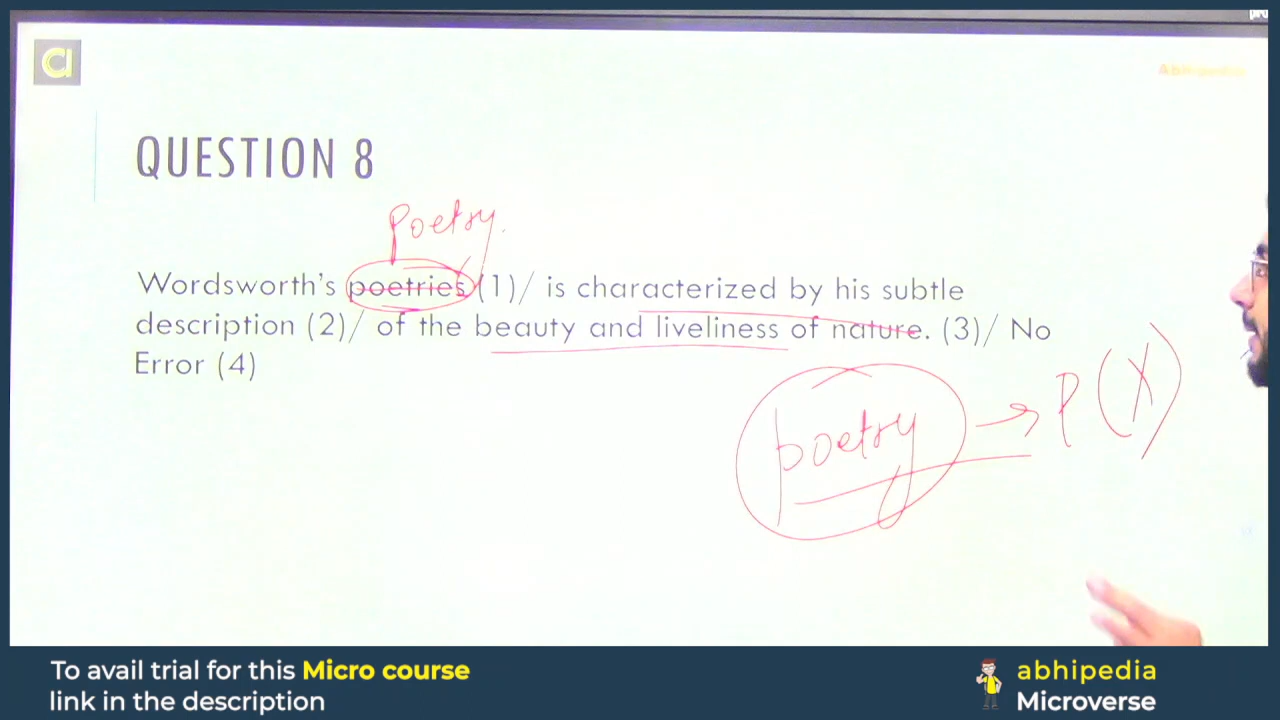 Abhipedia
QUESTION 8
Poetry.
Wordsworth's poetries (1)/ is characterized by his subtle
description (2)/ of the beauty and liveliness of nature. (3)/ No
Error (4)
poetry → P (X)
To avail trial for this Micro course
link in the description
abhipedia
Microverse